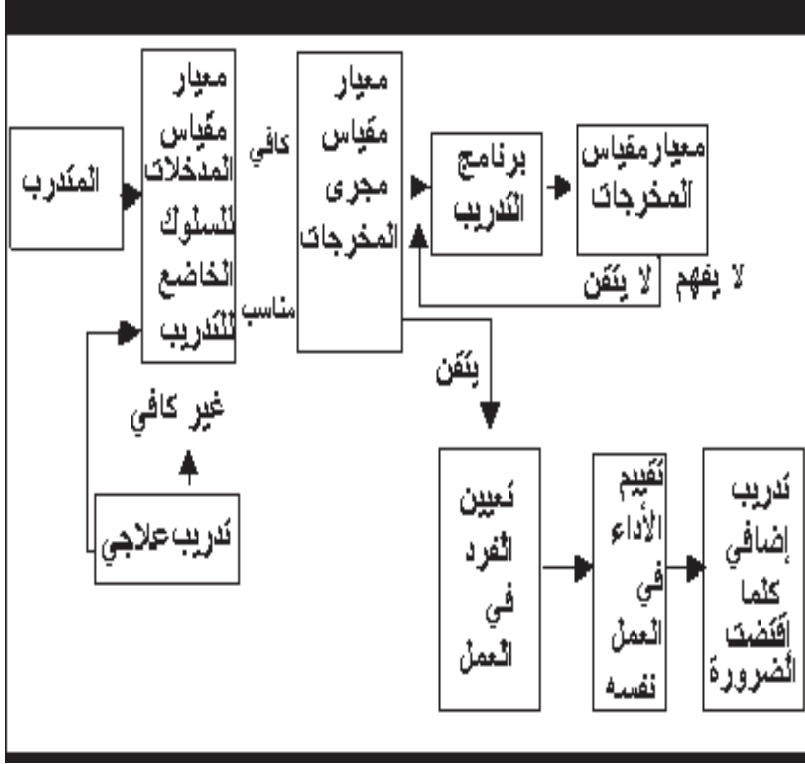 المتدرب
معيار
مقياس
المدخلات
للسلوك
الخاضع
للتدريب
كافي
مناسب
معيار
مقياس
مجرى
المخرجات
برنامج
التدريب
معيار مقياس
المخرجات
لا يتقن
لا يفهم
يتقن
غير كافي
تدريب علاجي
تعيين
الفرد
في
العمل
تقييم
الأداء
في
العمل
نفسه
تدريب
إضافي
كلما
اقتضت
الضرورة